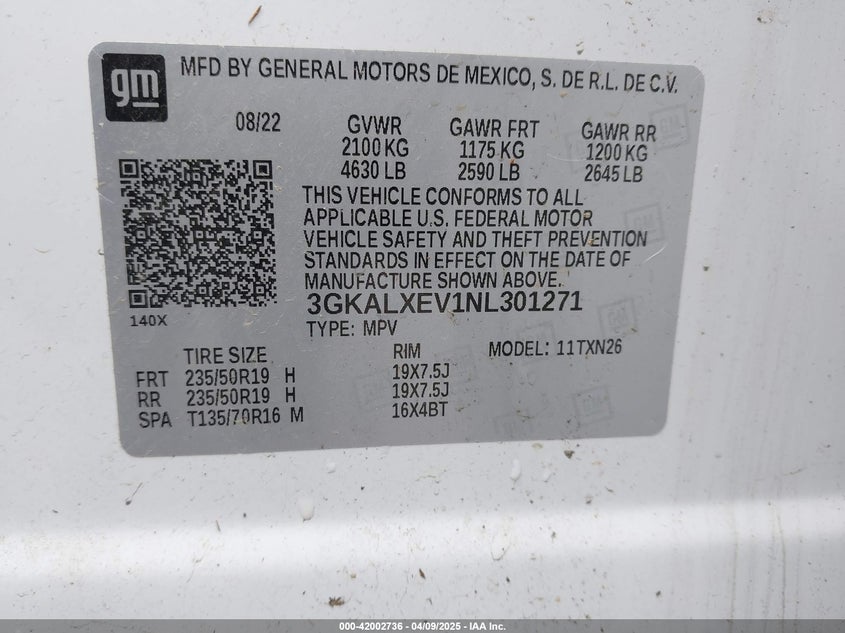 gm MFD BY GENERAL MOTORS DE MEXICO, S. DE R.L. DE C.V.
08/22 GVWR GAWR FRT GAWR RR
2100 KG 1175 KG 1200 KG
4630 LB 2590 LB 2645 LB
THIS VEHICLE CONFORMS TO ALL
APPLICABLE U.S. FEDERAL MOTOR
VEHICLE SAFETY AND THEFT PREVENTION
STANDARDS IN EFFECT ON THE DATE OF
MANUFACTURE SHOWN ABOVE.
3GKALXEV1NL301271
140X TYPE: MPV
TIRE SIZE RIM MODEL: 11TXN26
FRT 235/50R19 H 19X7.5J
RR 235/50R19 H 19X7.5J
SPA T135/70R16 M 16X4BT
000-42002736 - 04/09/2025 - IAA Inc.